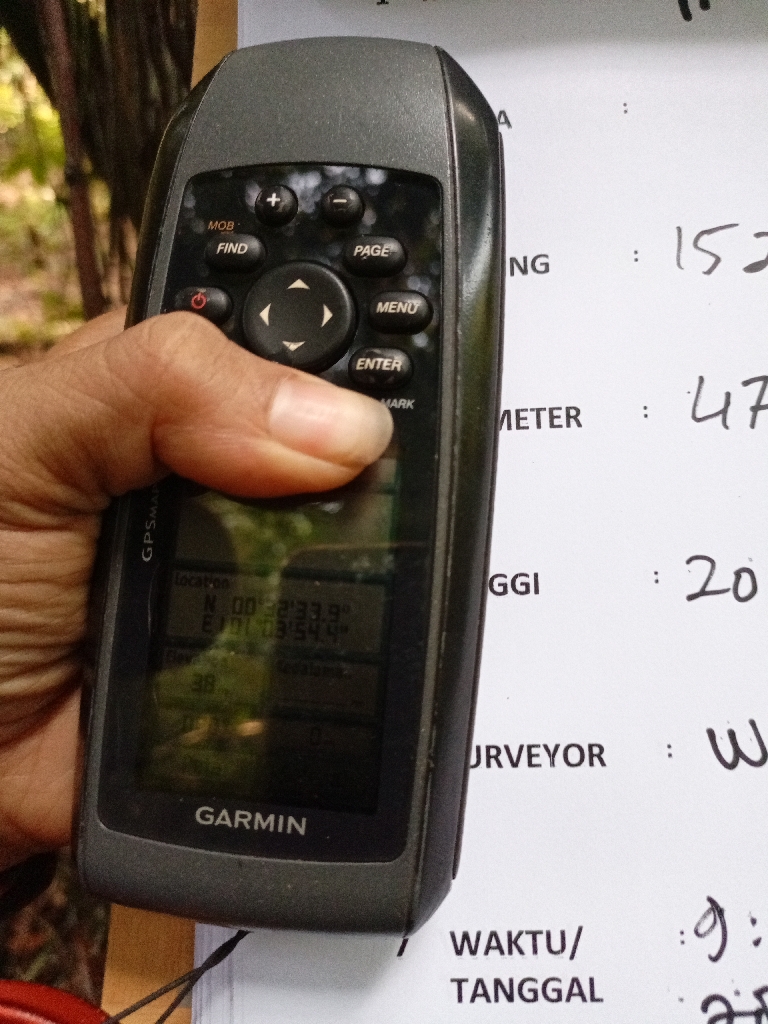 A :
MOB
FIND
PAGE
NG : 152
MENU
ENTER
MARK
METER : 47
GPSMAP
Location
N 00°32'33.9"
E101°03'54.4"
GGI : 20
Elevation
38
URVEYOR : W
GARMIN
WAKTU/ : 9:
TANGGAL